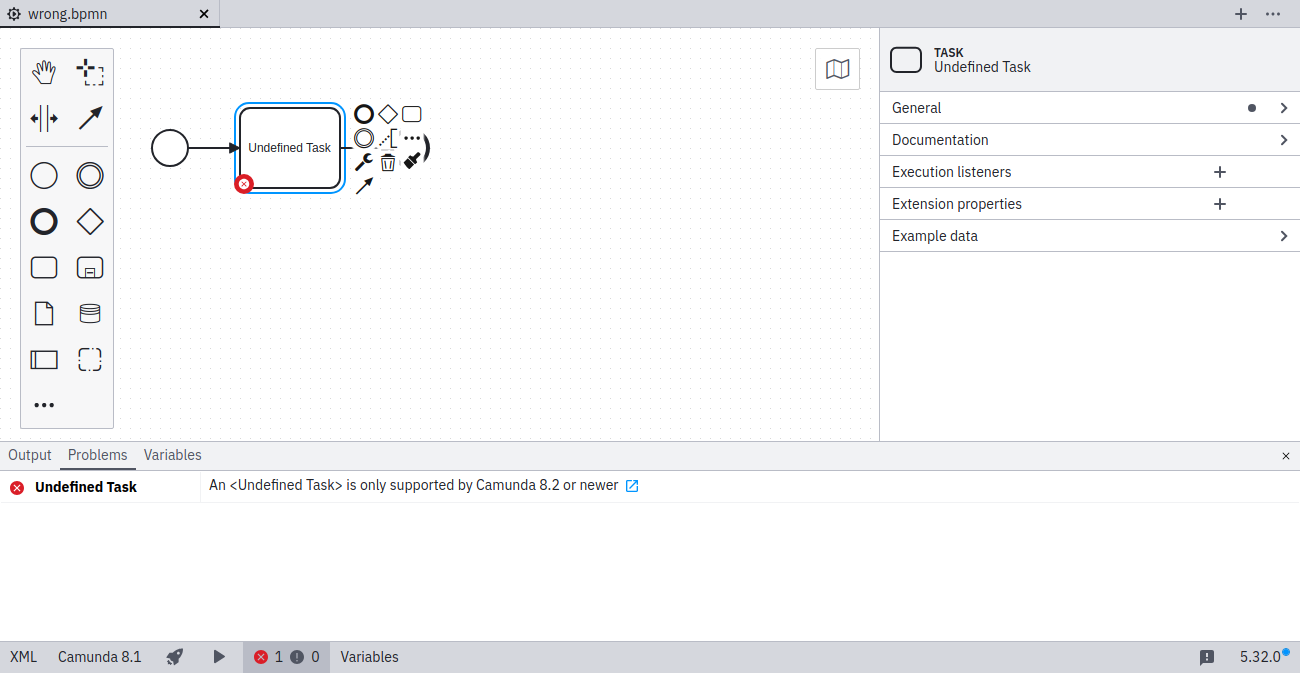 wrong.bpmn
TASK
Undefined Task
General
Documentation
Execution listeners
Extension properties
Example data
Undefined Task
Output Problems Variables
Undefined Task An <Undefined Task> is only supported by Camunda 8.2 or newer
XML Camunda 8.1 1 0 Variables 5.32.0